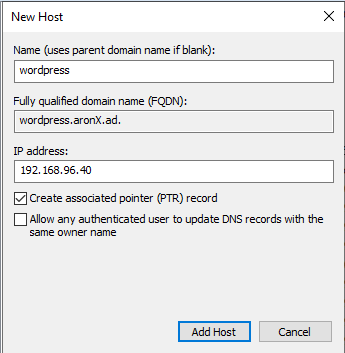 New Host
Name (uses parent domain name if blank):
wordpress
Fully qualified domain name (FQDN):
wordpress.aronX.ad.
IP address:
192.168.96.40
Create associated pointer (PTR) record
Allow any authenticated user to update DNS records with the
same owner name
Add Host
Cancel